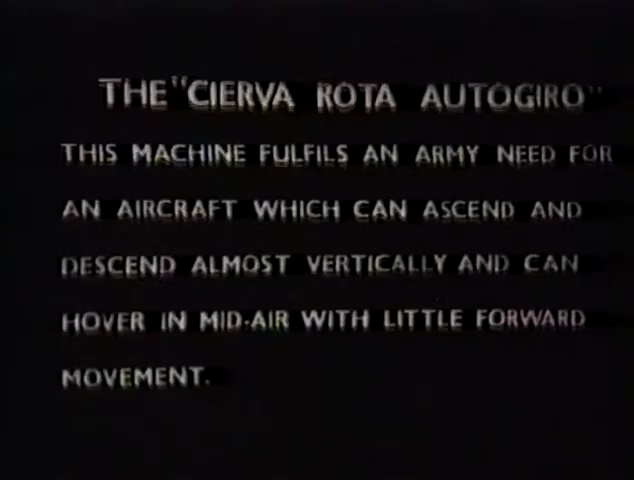 THE "CIERVA ROTA AUTOGIRO"
THIS MACHINE FULFILS AN ARMY NEED FOR
AN AIRCRAFT WHICH CAN ASCEND AND
DESCEND ALMOST VERTICALLY AND CAN
HOVER IN MID-AIR WITH LITTLE FORWARD
MOVEMENT.